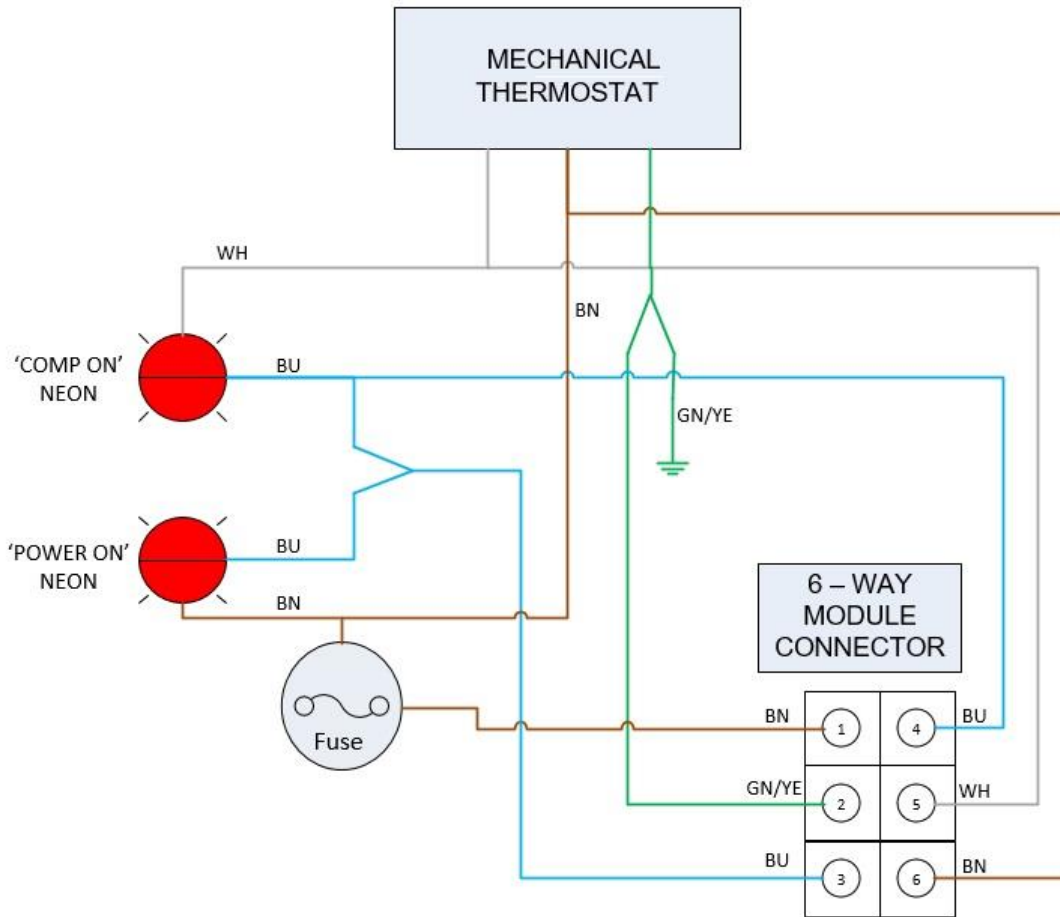 MECHANICAL
THERMOSTAT
WH
BN
'COMP ON'
NEON
BU
GN/YE
'POWER ON'
NEON
BU
BN
6 – WAY
MODULE
CONNECTOR
Fuse
BN
1
4
BU
GN/YE
2
5
WH
BU
3
6
BN